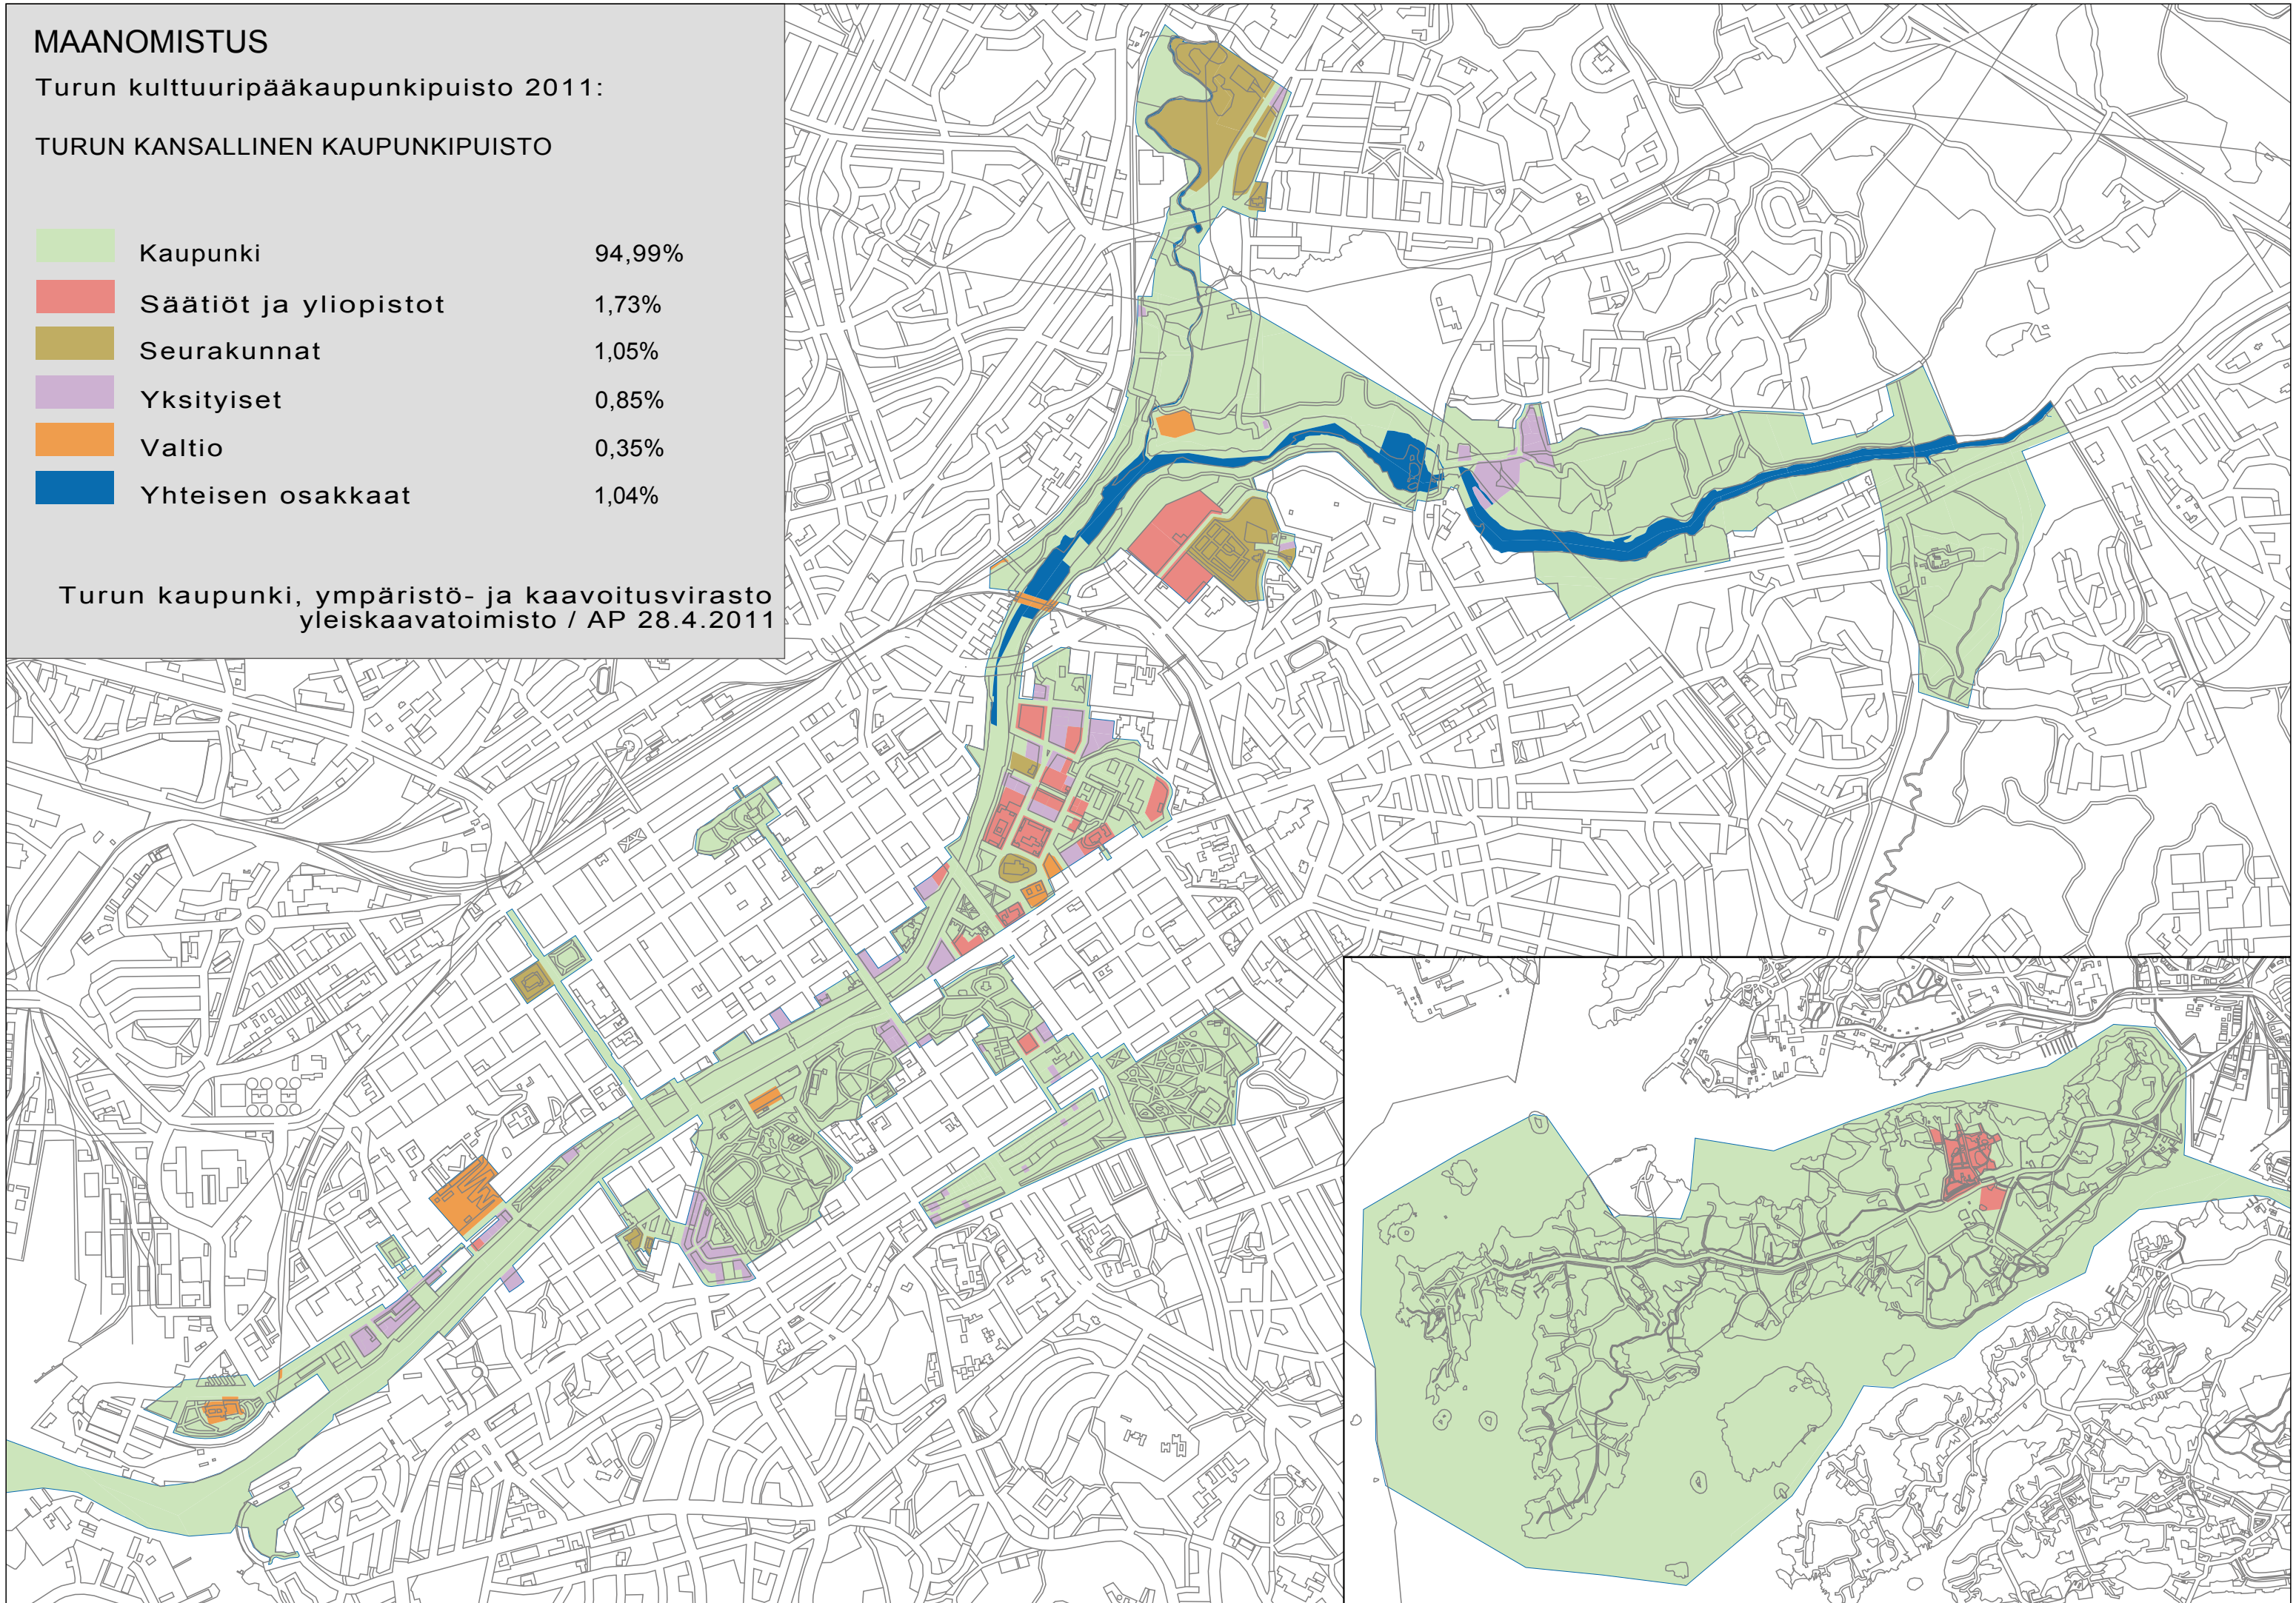 MAANOMISTUS
Turun kulttuuripääkaupunkipuisto 2011:
TURUN KANSALLINEN KAUPUNKIPUISTO
Kaupunki 94,99%
Säätiöt ja yliopistot 1,73%
Seurakunnat 1,05%
Yksityiset 0,85%
Valtio 0,35%
Yhteisen osakkaat 1,04%
Turun kaupunki, ympäristö- ja kaavoitusvirasto
yleiskaavatoimisto / AP 28.4.2011